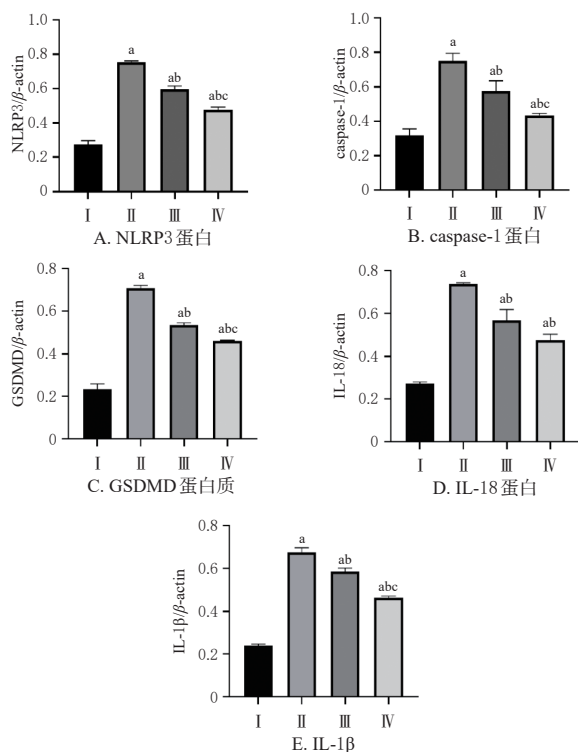 NLRP3/β-actin
1.0
0.8
0.6
0.4
0.2
0
a
ab
abc
Ⅰ Ⅱ Ⅲ Ⅳ
A. NLRP3蛋白
caspase-1/β-actin
1.0
0.8
0.6
0.4
0.2
0
a
ab
abc
Ⅰ Ⅱ Ⅲ Ⅳ
B. caspase-1蛋白
GSDMD/β-actin
0.8
0.6
0.4
0.2
0
a
ab
abc
Ⅰ Ⅱ Ⅲ Ⅳ
C. GSDMD蛋白质
IL-18/β-actin
0.8
0.6
0.4
0.2
0
a
ab
ab
Ⅰ Ⅱ Ⅲ Ⅳ
D. IL-18蛋白
IL-1β/β-actin
0.8
0.6
0.4
0.2
0
a
ab
abc
Ⅰ Ⅱ Ⅲ Ⅳ
E. IL-1β